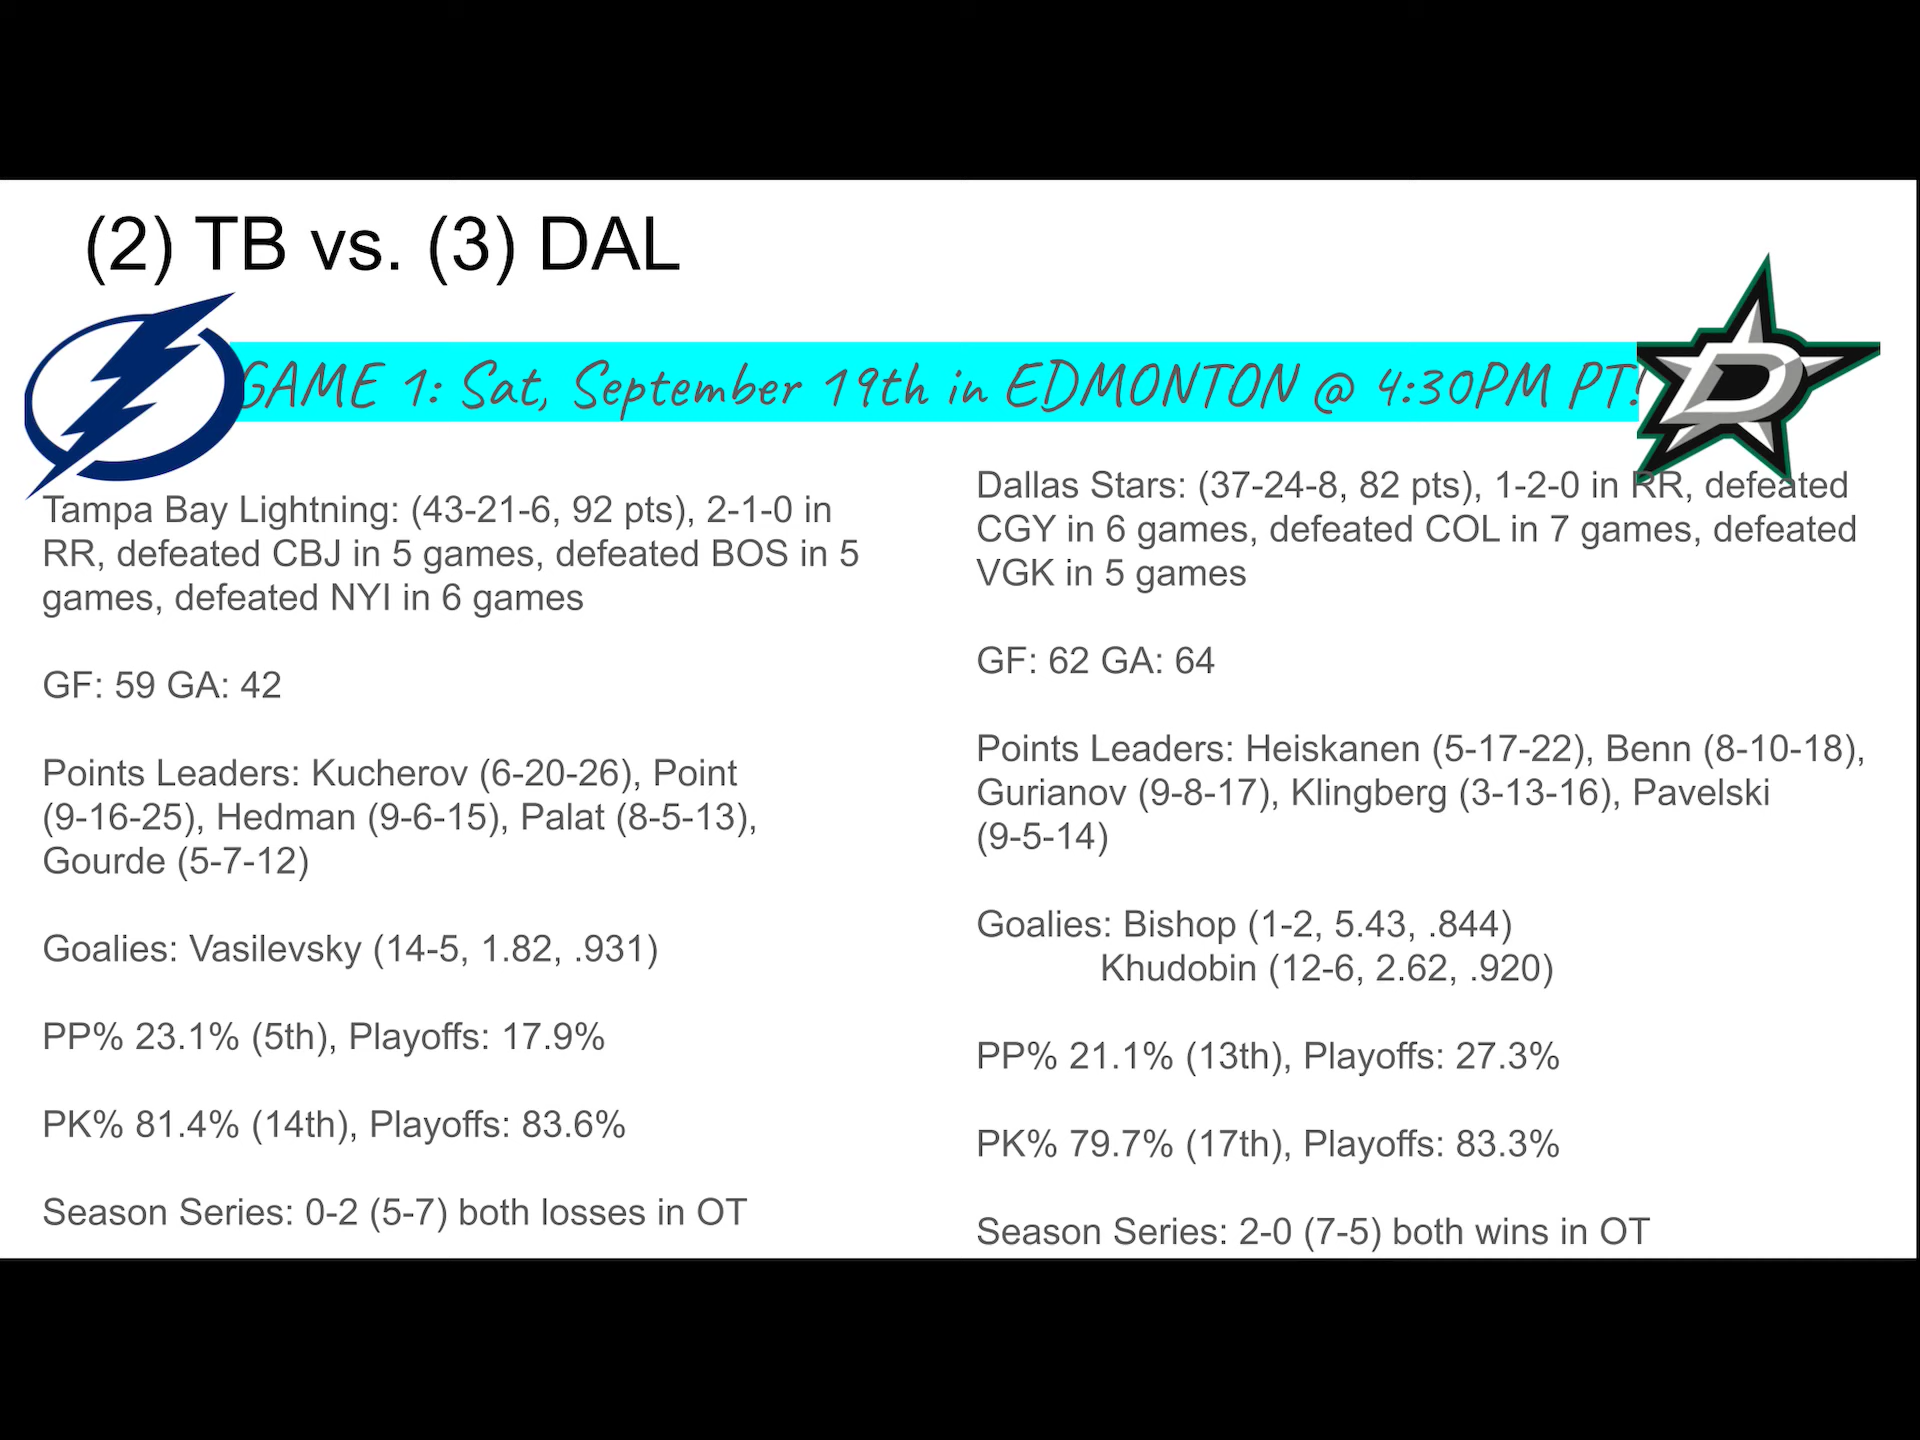 (2) TB vs. (3) DAL
GAME 1: Sat, September 19th in EDMONTON @ 4:30PM PT!
Tampa Bay Lightning: (43-21-6, 92 pts), 2-1-0 in
RR, defeated CBJ in 5 games, defeated BOS in 5
games, defeated NYI in 6 games
GF: 59 GA: 42
Points Leaders: Kucherov (6-20-26), Point
(9-16-25), Hedman (9-6-15), Palat (8-5-13),
Gourde (5-7-12)
Goalies: Vasilevsky (14-5, 1.82, .931)
PP% 23.1% (5th), Playoffs: 17.9%
PK% 81.4% (14th), Playoffs: 83.6%
Season Series: 0-2 (5-7) both losses in OT
D
Dallas Stars: (37-24-8, 82 pts), 1-2-0 in RR, defeated
CGY in 6 games, defeated COL in 7 games, defeated
VGK in 5 games
GF: 62 GA: 64
Points Leaders: Heiskanen (5-17-22), Benn (8-10-18),
Gurianov (9-8-17), Klingberg (3-13-16), Pavelski
(9-5-14)
Goalies: Bishop (1-2, 5.43, .844)
Khudobin (12-6, 2.62, .920)
PP% 21.1% (13th), Playoffs: 27.3%
PK% 79.7% (17th), Playoffs: 83.3%
Season Series: 2-0 (7-5) both wins in OT